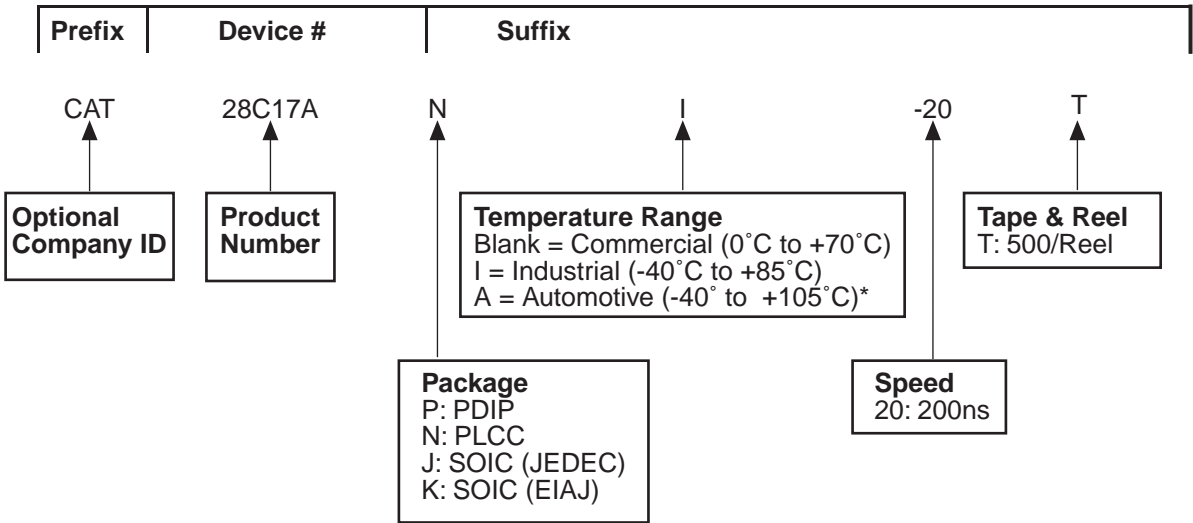 Prefix Device # Suffix
CAT 28C17A N I -20 T
Optional
Company ID
Product
Number
Temperature Range
Blank = Commercial (0˚C to +70˚C)
I = Industrial (-40˚C to +85˚C)
A = Automotive (-40˚ to +105˚C)*
Tape & Reel
T: 500/Reel
Package
P: PDIP
N: PLCC
J: SOIC (JEDEC)
K: SOIC (EIAJ)
Speed
20: 200ns